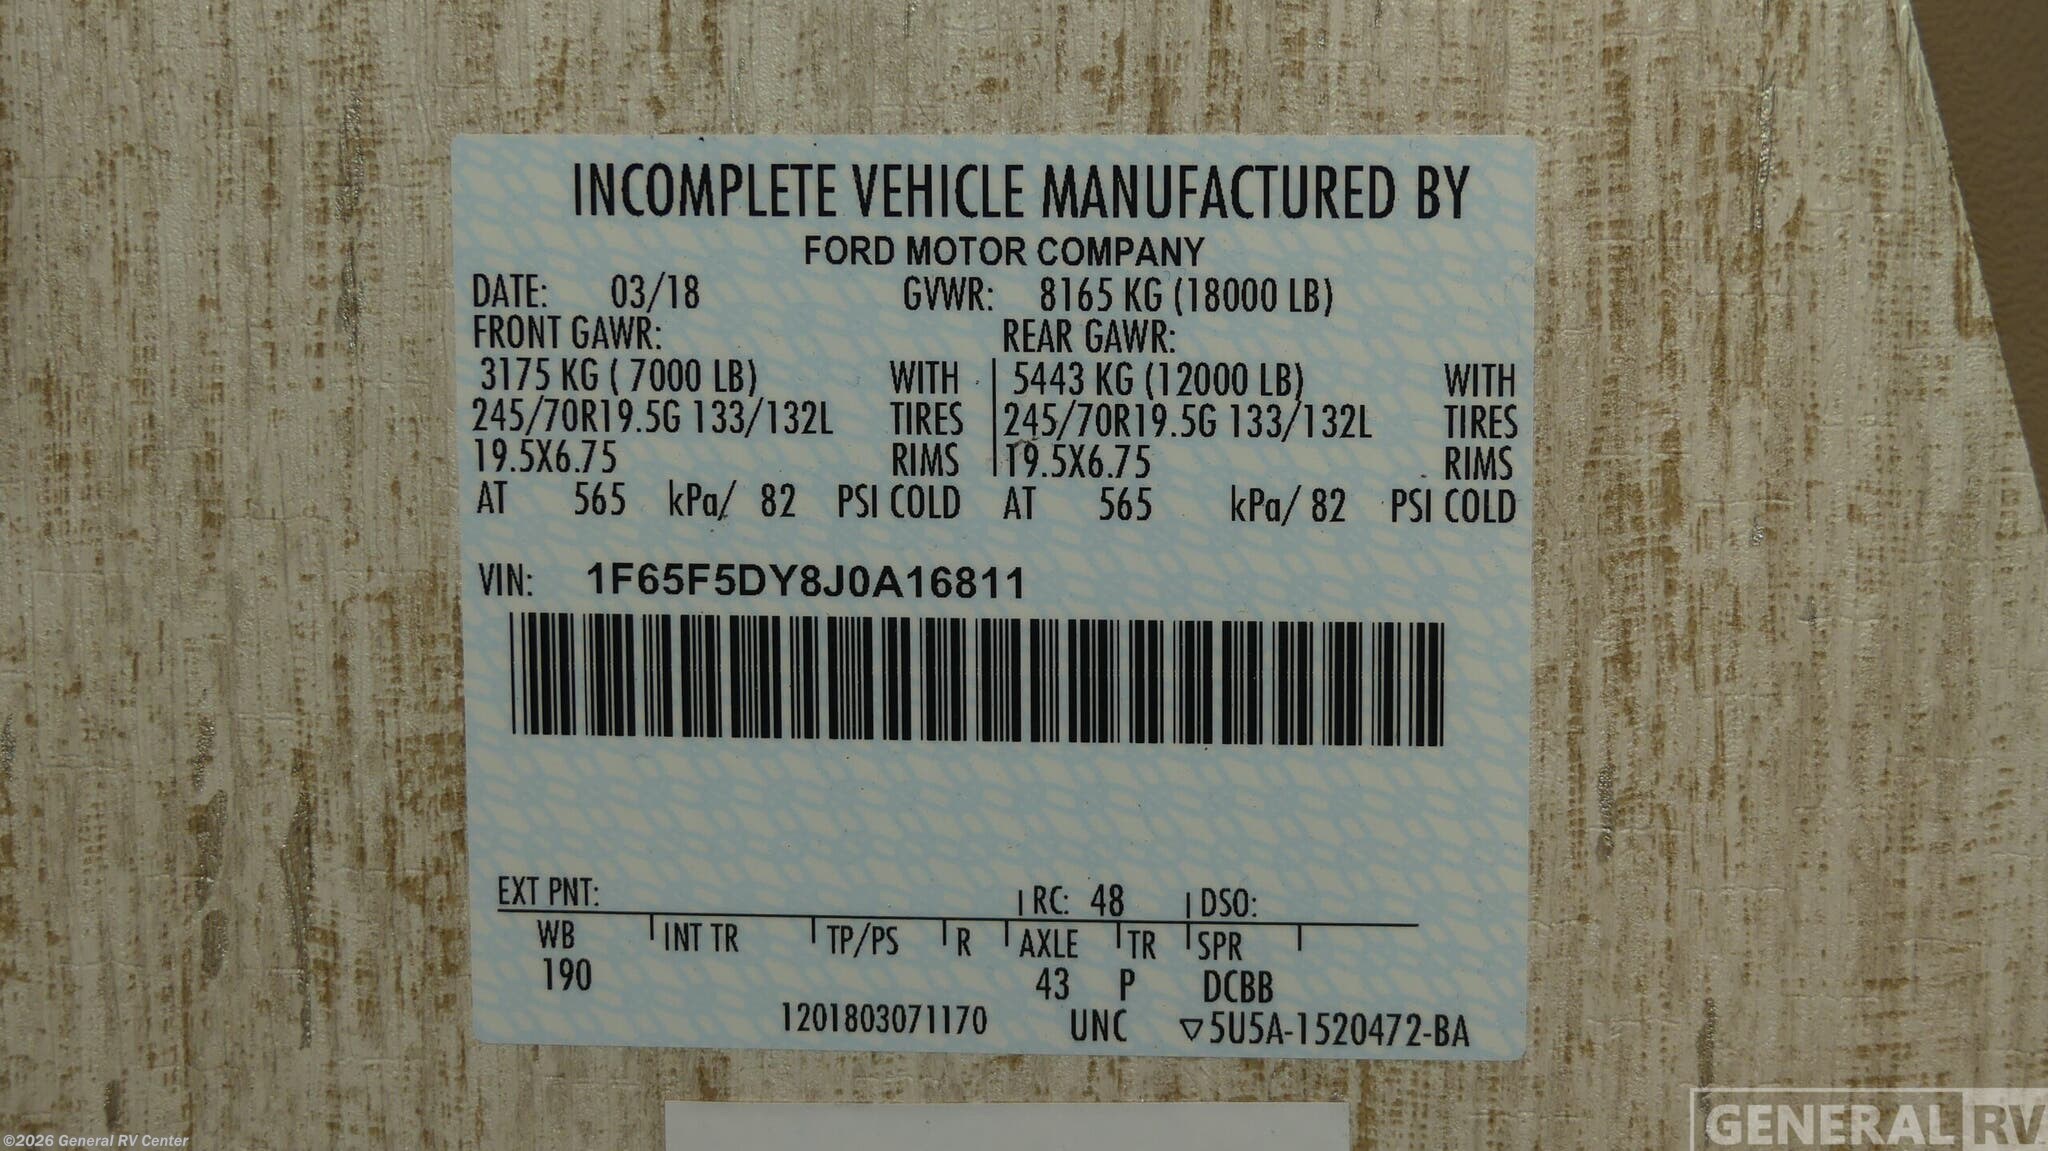 INCOMPLETE VEHICLE MANUFACTURED BY
FORD MOTOR COMPANY
DATE: 03/18 GVWR: 8165 KG (18000 LB)
FRONT GAWR: REAR GAWR:
3175 KG ( 7000 LB) WITH 5443 KG (12000 LB) WITH
245/70R19.5G 133/132L TIRES 245/70R19.5G 133/132L TIRES
19.5X6.75 RIMS 19.5X6.75 RIMS
AT 565 kPa/ 82 PSI COLD AT 565 kPa/ 82 PSI COLD
VIN: 1F65F5DY8J0A16811
EXT PNT: RC: 48 DSO:
WB INT TR TP/PS R AXLE TR SPR
190 43 P DCBB
1201803071170 UNC ▽5U5A-1520472-BA
©2026 General RV Center
GENERAL RV